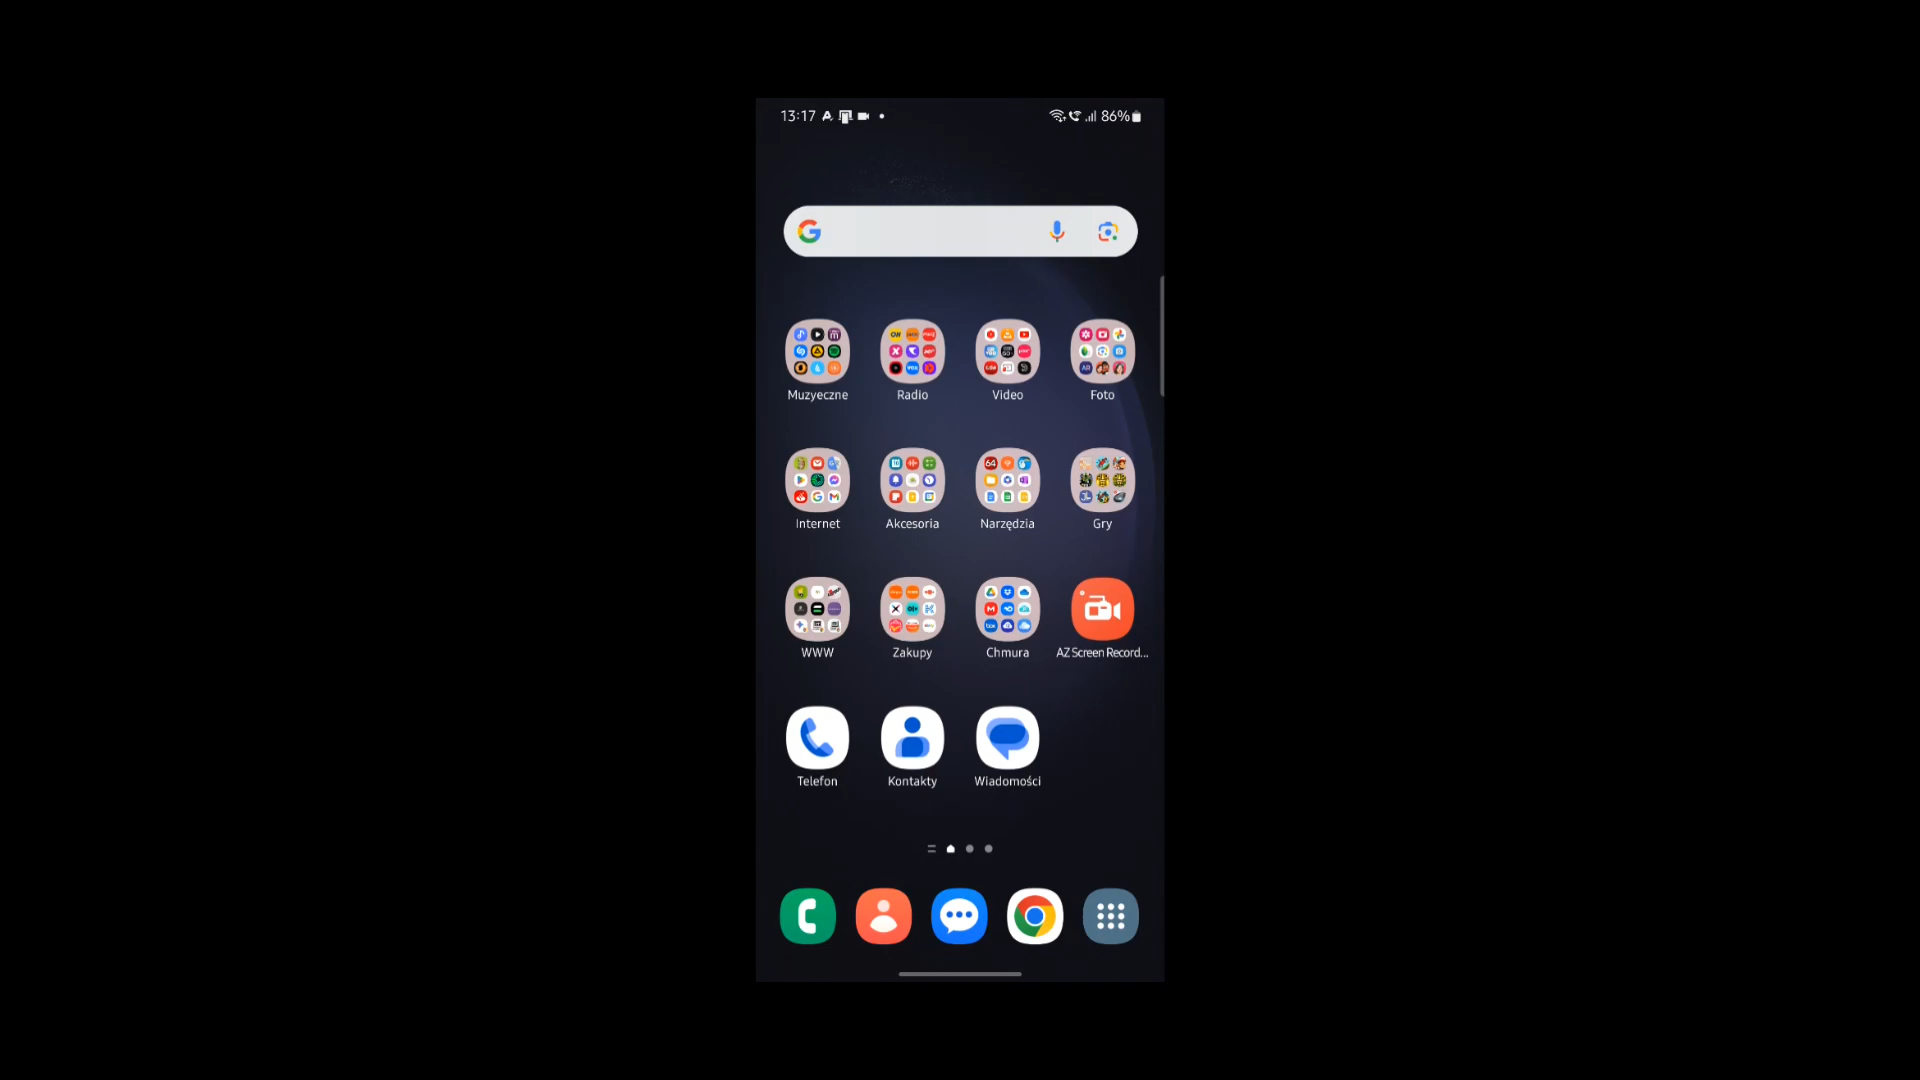 13:17 86%
Muzyeczne Radio Video Foto
Internet Akcesoria Narzędzia Gry
WWW Zakupy Chmura AZ Screen Record...
Telefon Kontakty Wiadomości